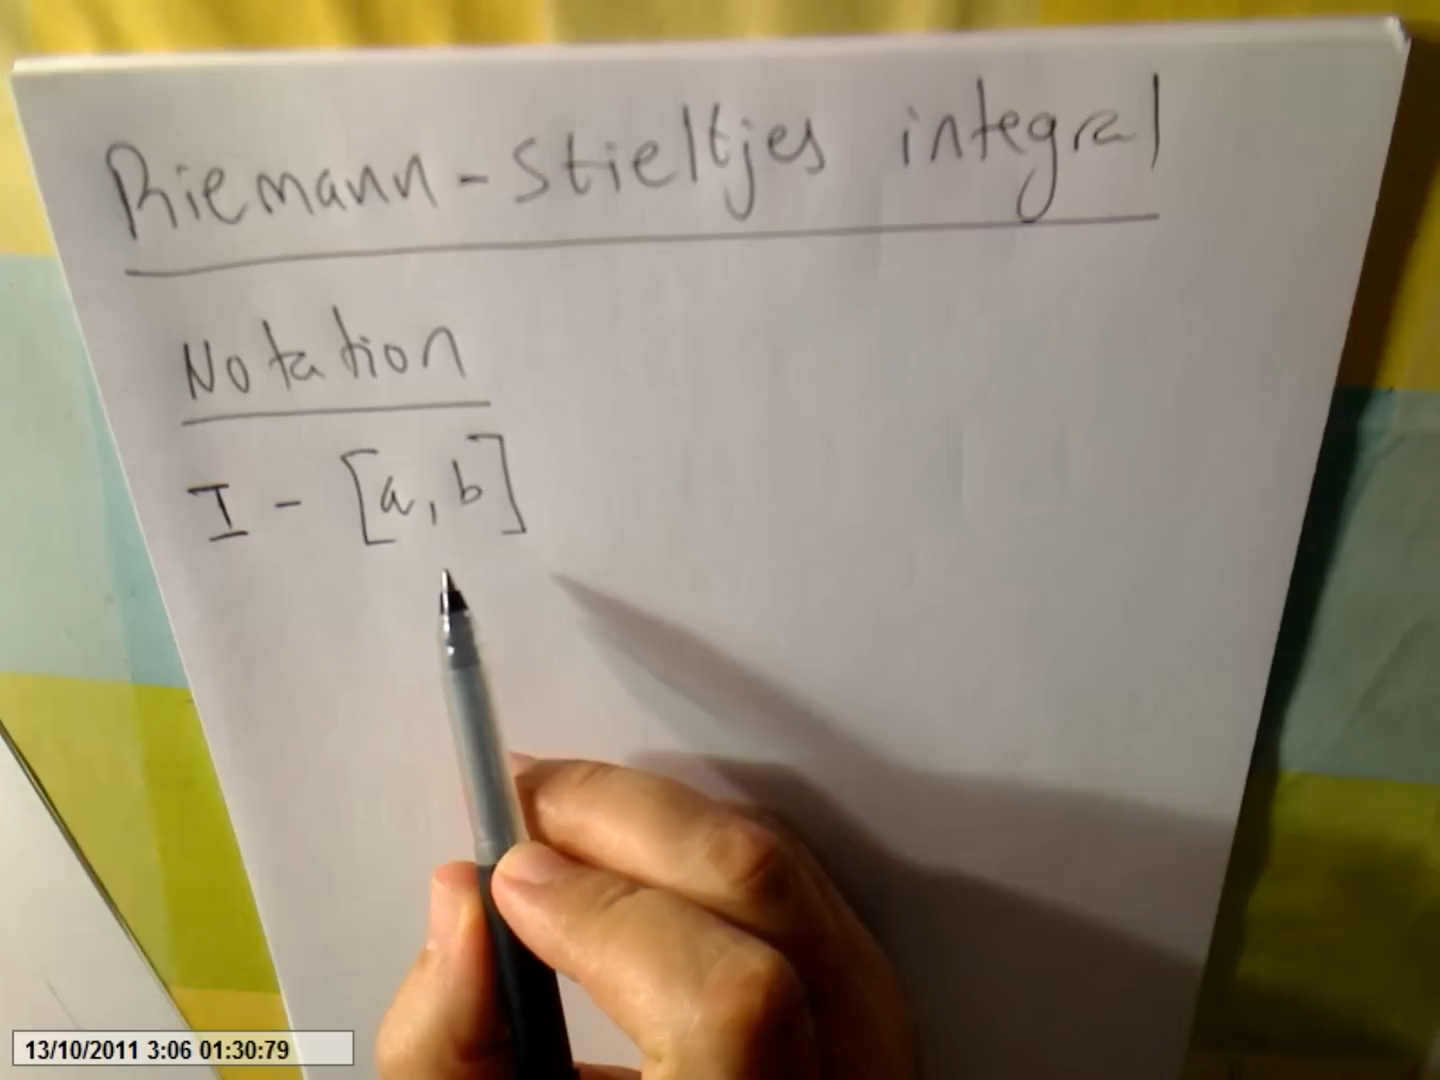 Riemann - Stieltjes integral
Notation
I - [a, b]
13/10/2011 3:06 01:30:79